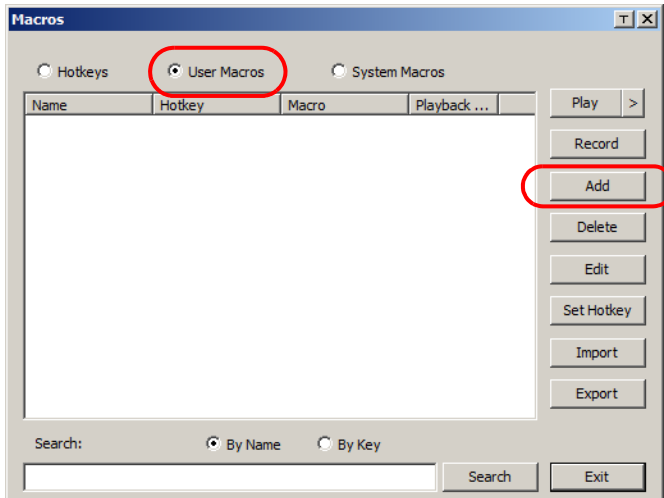 Macros T X
Hotkeys User Macros System Macros
Name Hotkey Macro Playback ... Play >
Record
Add
Delete
Edit
Set Hotkey
Import
Export
Search: By Name By Key
Search Exit